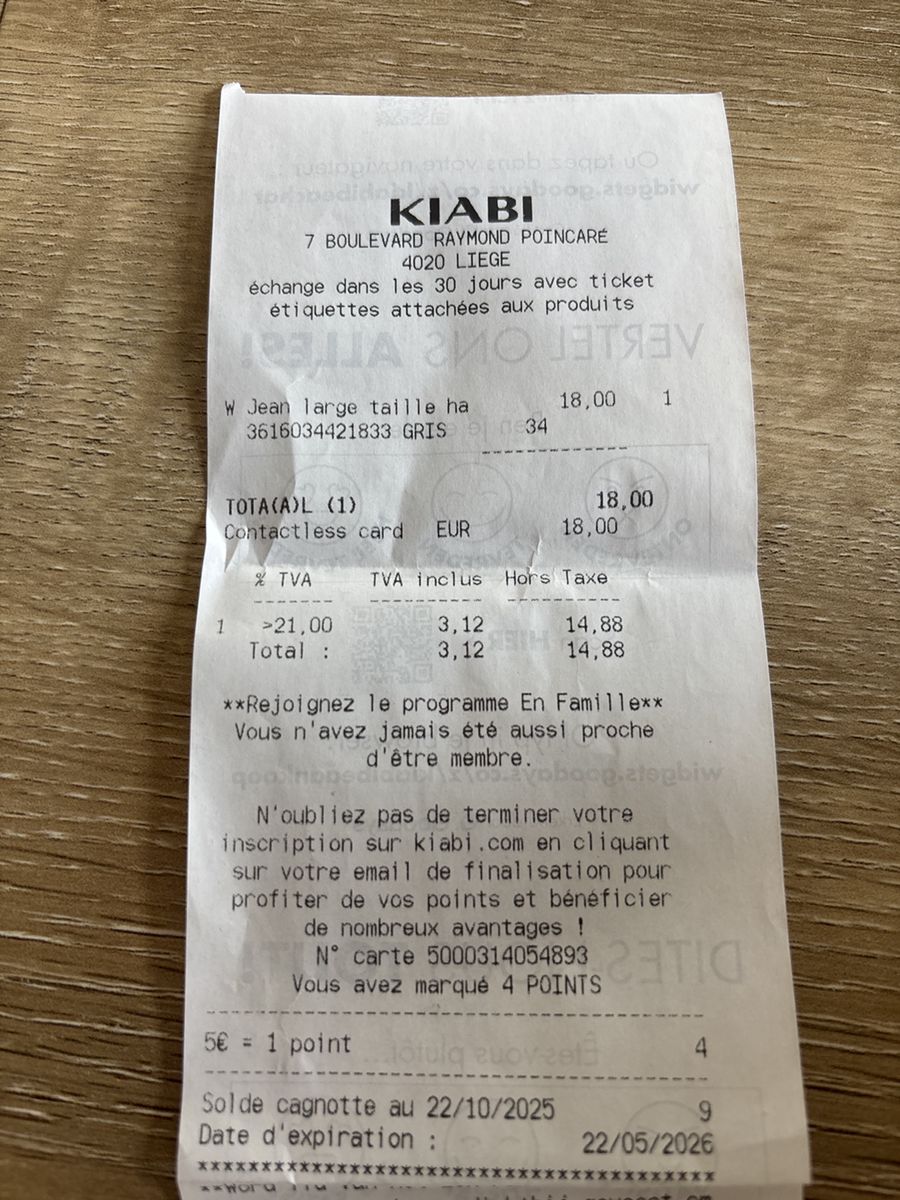 KIABI
7 BOULEVARD RAYMOND POINCARÉ
4020 LIEGE
échange dans les 30 jours avec ticket
étiquettes attachées aux produits
W Jean large taille ha 18,00 1
3616034421833 GRIS 34
TOTA(A)L (1) 18,00
Contactless card EUR 18,00
% TVA TVA inclus Hors Taxe
1 >21,00 3,12 14,88
Total : 3,12 14,88
**Rejoignez le programme En Famille**
Vous n'avez jamais été aussi proche
d'être membre.
N'oubliez pas de terminer votre
inscription sur kiabi.com en cliquant
sur votre email de finalisation pour
profiter de vos points et bénéficier
de nombreux avantages !
N° carte 5000314054893
Vous avez marqué 4 POINTS
5€ = 1 point 4
Solde cagnotte au 22/10/2025 9
Date d'expiration : 22/05/2026
****************************************